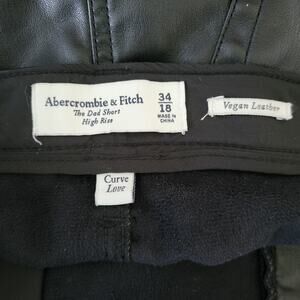 Abercrombie & Fitch
The Dad Short
High Rise
34
18
MADE IN
CHINA
Vegan Leather
Curve
Love